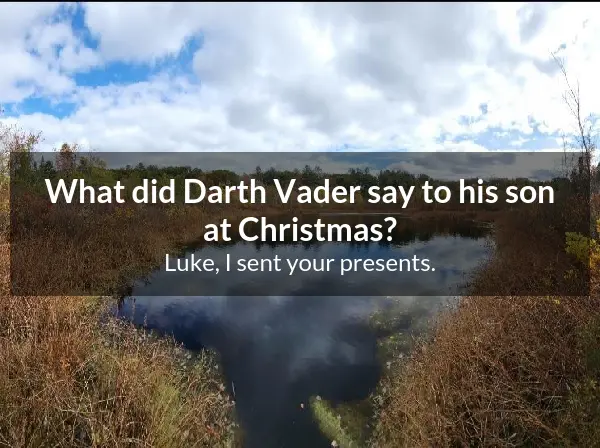 What did Darth Vader say to his son
at Christmas?
Luke, I sent your presents.